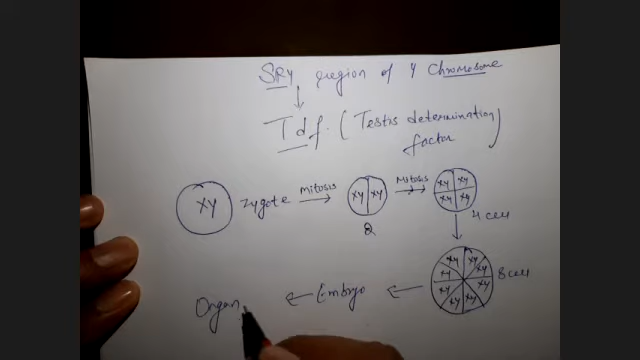 SRY region of Y Chromosome
Tdf. (Testis determination
factor)
XY Zygote Mitosis XY XY Mitosis XY XY XY XY
2
4 cell
XY XY XY XY XY XY XY XY 8 cell
Organ ← Embryo ←